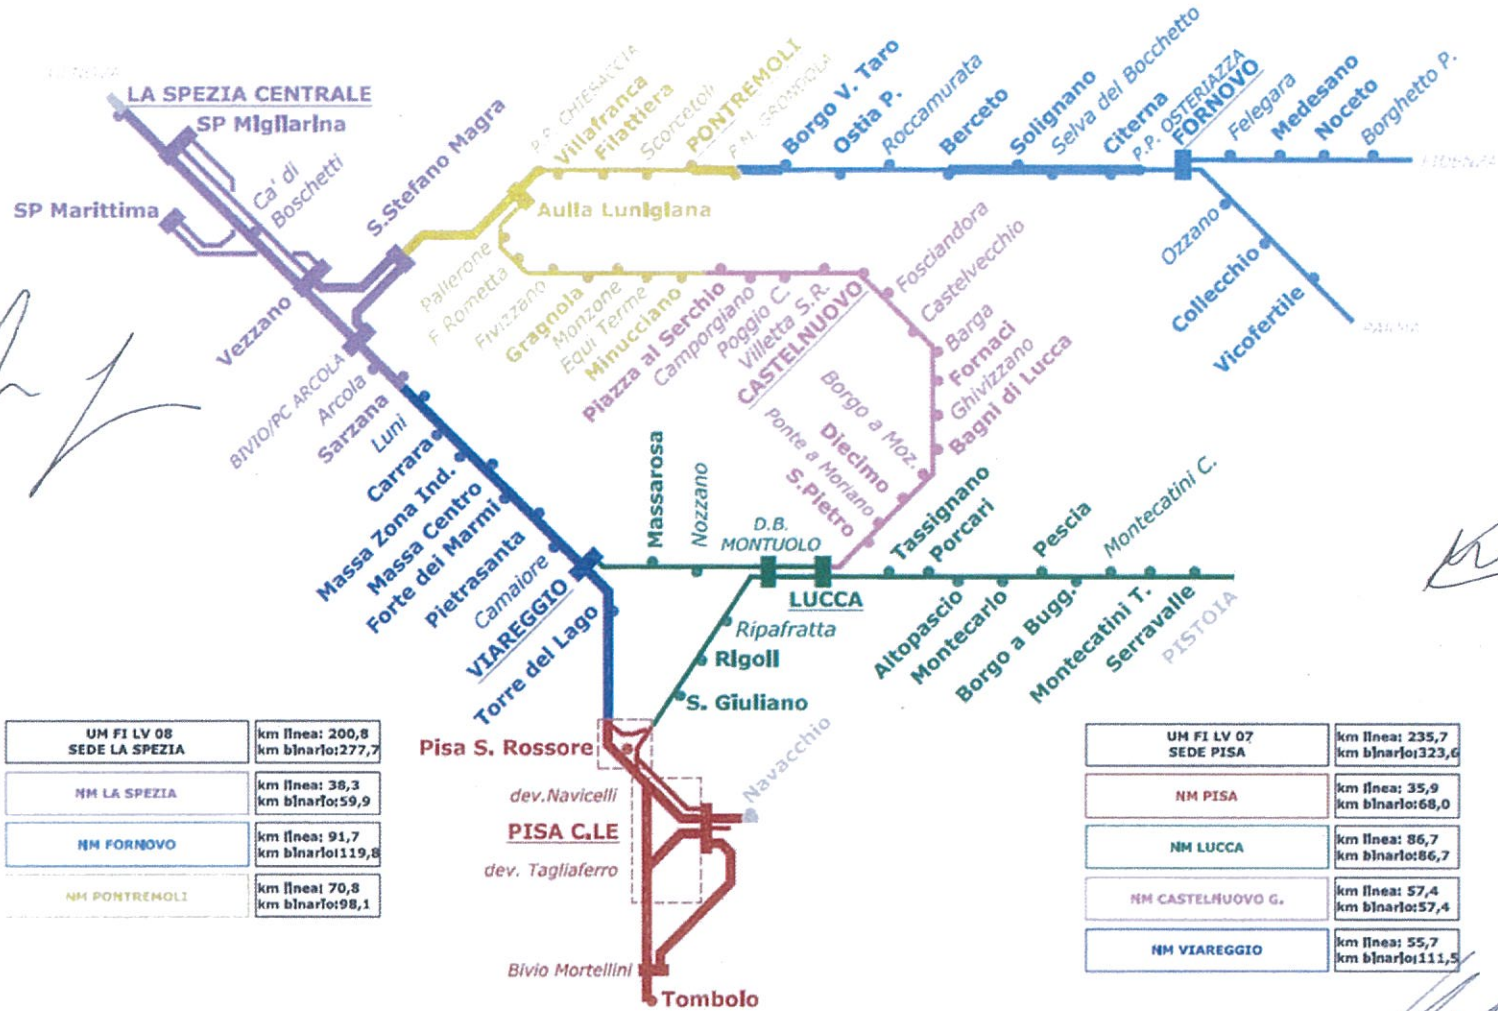 LA SPEZIA CENTRALE
SP Migliarina
Ca' di
Boschetti
SP Marittima
S.Stefano Magra
Vezzano
BIVIO/PC ARCOLA
Arcola
Sarzana
P.P. CHIESACCIA
Villafranca
Filattiera
Scorcetoli
PONTREMOLI
P.M. GRONDOLA
Aulla Lunigiana
Pallerone
F. Rometta
Fivizzano
Gragnola
Monzone
Equi Terme
Minucciano
Borgo V. Taro
Ostia P.
Roccamurata
Berceto
Solignano
Selva del Bocchetto
Citerna
P.P. OSTERIAZZA
FORNOVO
Felegara
Medesano
Noceto
Borghetto P.
FIDENZA
Ozzano
Collecchio
Vicofertile
PARMA
Piazza al Serchio
Camporgiano
Poggio C.
Villetta S.R.
CASTELNUOVO
Fosciandora
Castelvecchio
Barga
Fornaci
Ghivizzano
Bagni di Lucca
Borgo a Moz.
Diecimo
Ponte a Moriano
S.Pietro
Luni
Carrara
Massa Zona Ind.
Massa Centro
Forte dei Marmi
Pietrasanta
Camaiore
VIAREGGIO
Torre del Lago
Massarosa
Nozzano
D.B.
MONTUOLO
LUCCA
Tassignano
Porcari
Altopascio
Montecarlo
Pescia
Borgo a Bugg.
Montecatini C.
Montecatini T.
Serravalle
PISTOIA
Ripafratta
Rigoli
S. Giuliano
Pisa S. Rossore
dev.Navicelli
PISA C.LE
dev. Tagliaferro
Navacchio
Bivio Mortellini
Tombolo
UM FI LV 08
SEDE LA SPEZIA
km linea: 200,8
km binario:277,7
NM LA SPEZIA
km linea: 38,3
km binario:59,9
NM FORNOVO
km linea: 91,7
km binario:119,8
NM PONTREMOLI
km linea: 70,8
km binario:98,1
UM FI LV 07
SEDE PISA
km linea: 235,7
km binario:323,6
NM PISA
km linea: 35,9
km binario:68,0
NM LUCCA
km linea: 86,7
km binario:86,7
NM CASTELNUOVO G.
km linea: 57,4
km binario:57,4
NM VIAREGGIO
km linea: 55,7
km binario:111,5